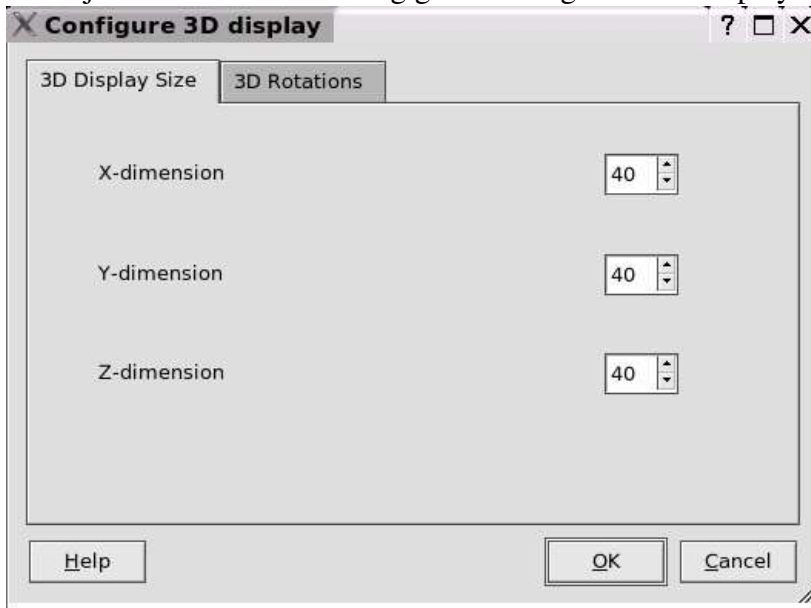 Configure 3D display ?
3D Display Size 3D Rotations
X-dimension 40
Y-dimension 40
Z-dimension 40
Help OK Cancel